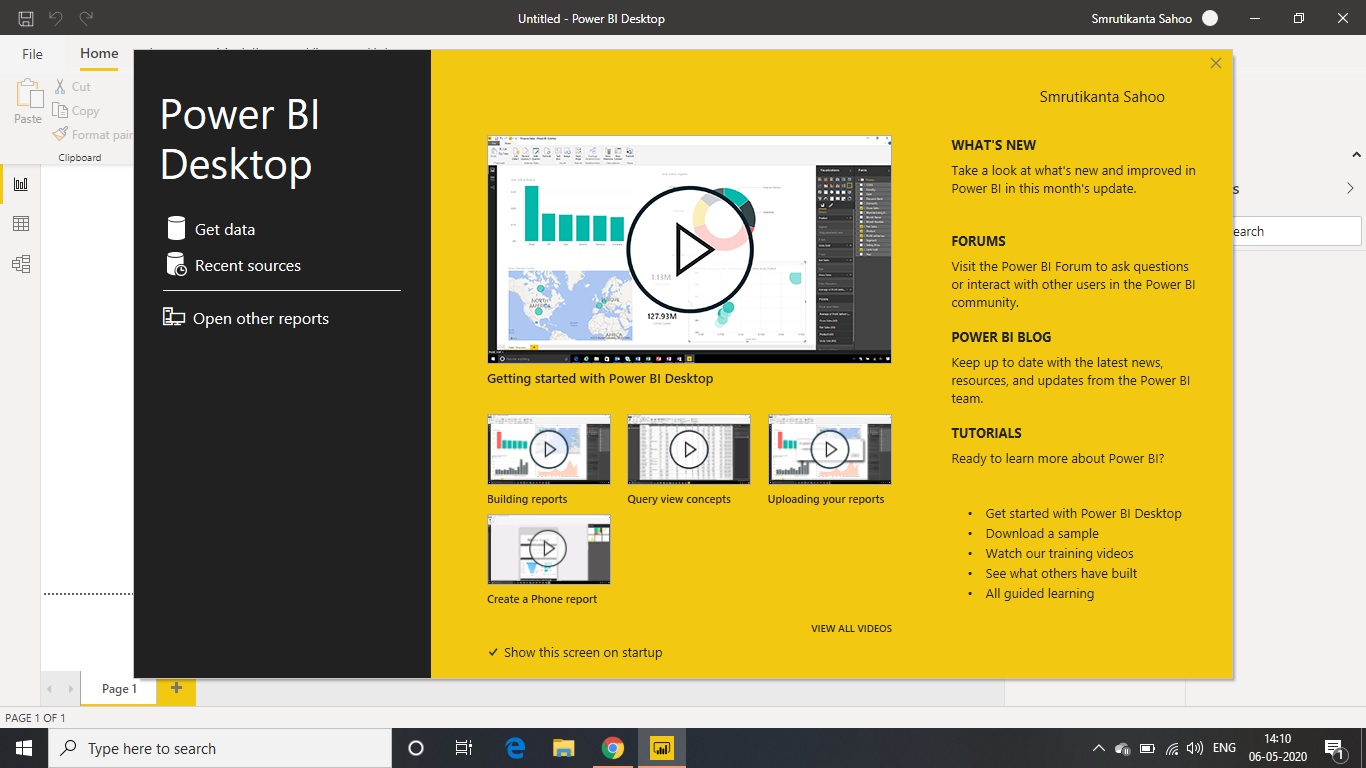 Untitled - Power BI Desktop
Smrutikanta Sahoo
File
Home
Cut
Copy
Paste
Format pain
Clipboard
Power BI
Desktop
Get data
Recent sources
Open other reports
Smrutikanta Sahoo
1.13M
127.93M
NORTH
AMERICA
Getting started with Power BI Desktop
Building reports
Query view concepts
Uploading your reports
Create a Phone report
VIEW ALL VIDEOS
Show this screen on startup
WHAT'S NEW
Take a look at what's new and improved in
Power BI in this month's update.
FORUMS
Visit the Power BI Forum to ask questions
or interact with other users in the Power BI
community.
POWER BI BLOG
Keep up to date with the latest news,
resources, and updates from the Power BI
team.
TUTORIALS
Ready to learn more about Power BI?
• Get started with Power BI Desktop
• Download a sample
• Watch our training videos
• See what others have built
• All guided learning
s
earch
Page 1
PAGE 1 OF 1
Type here to search
ENG
14:10
06-05-2020
1